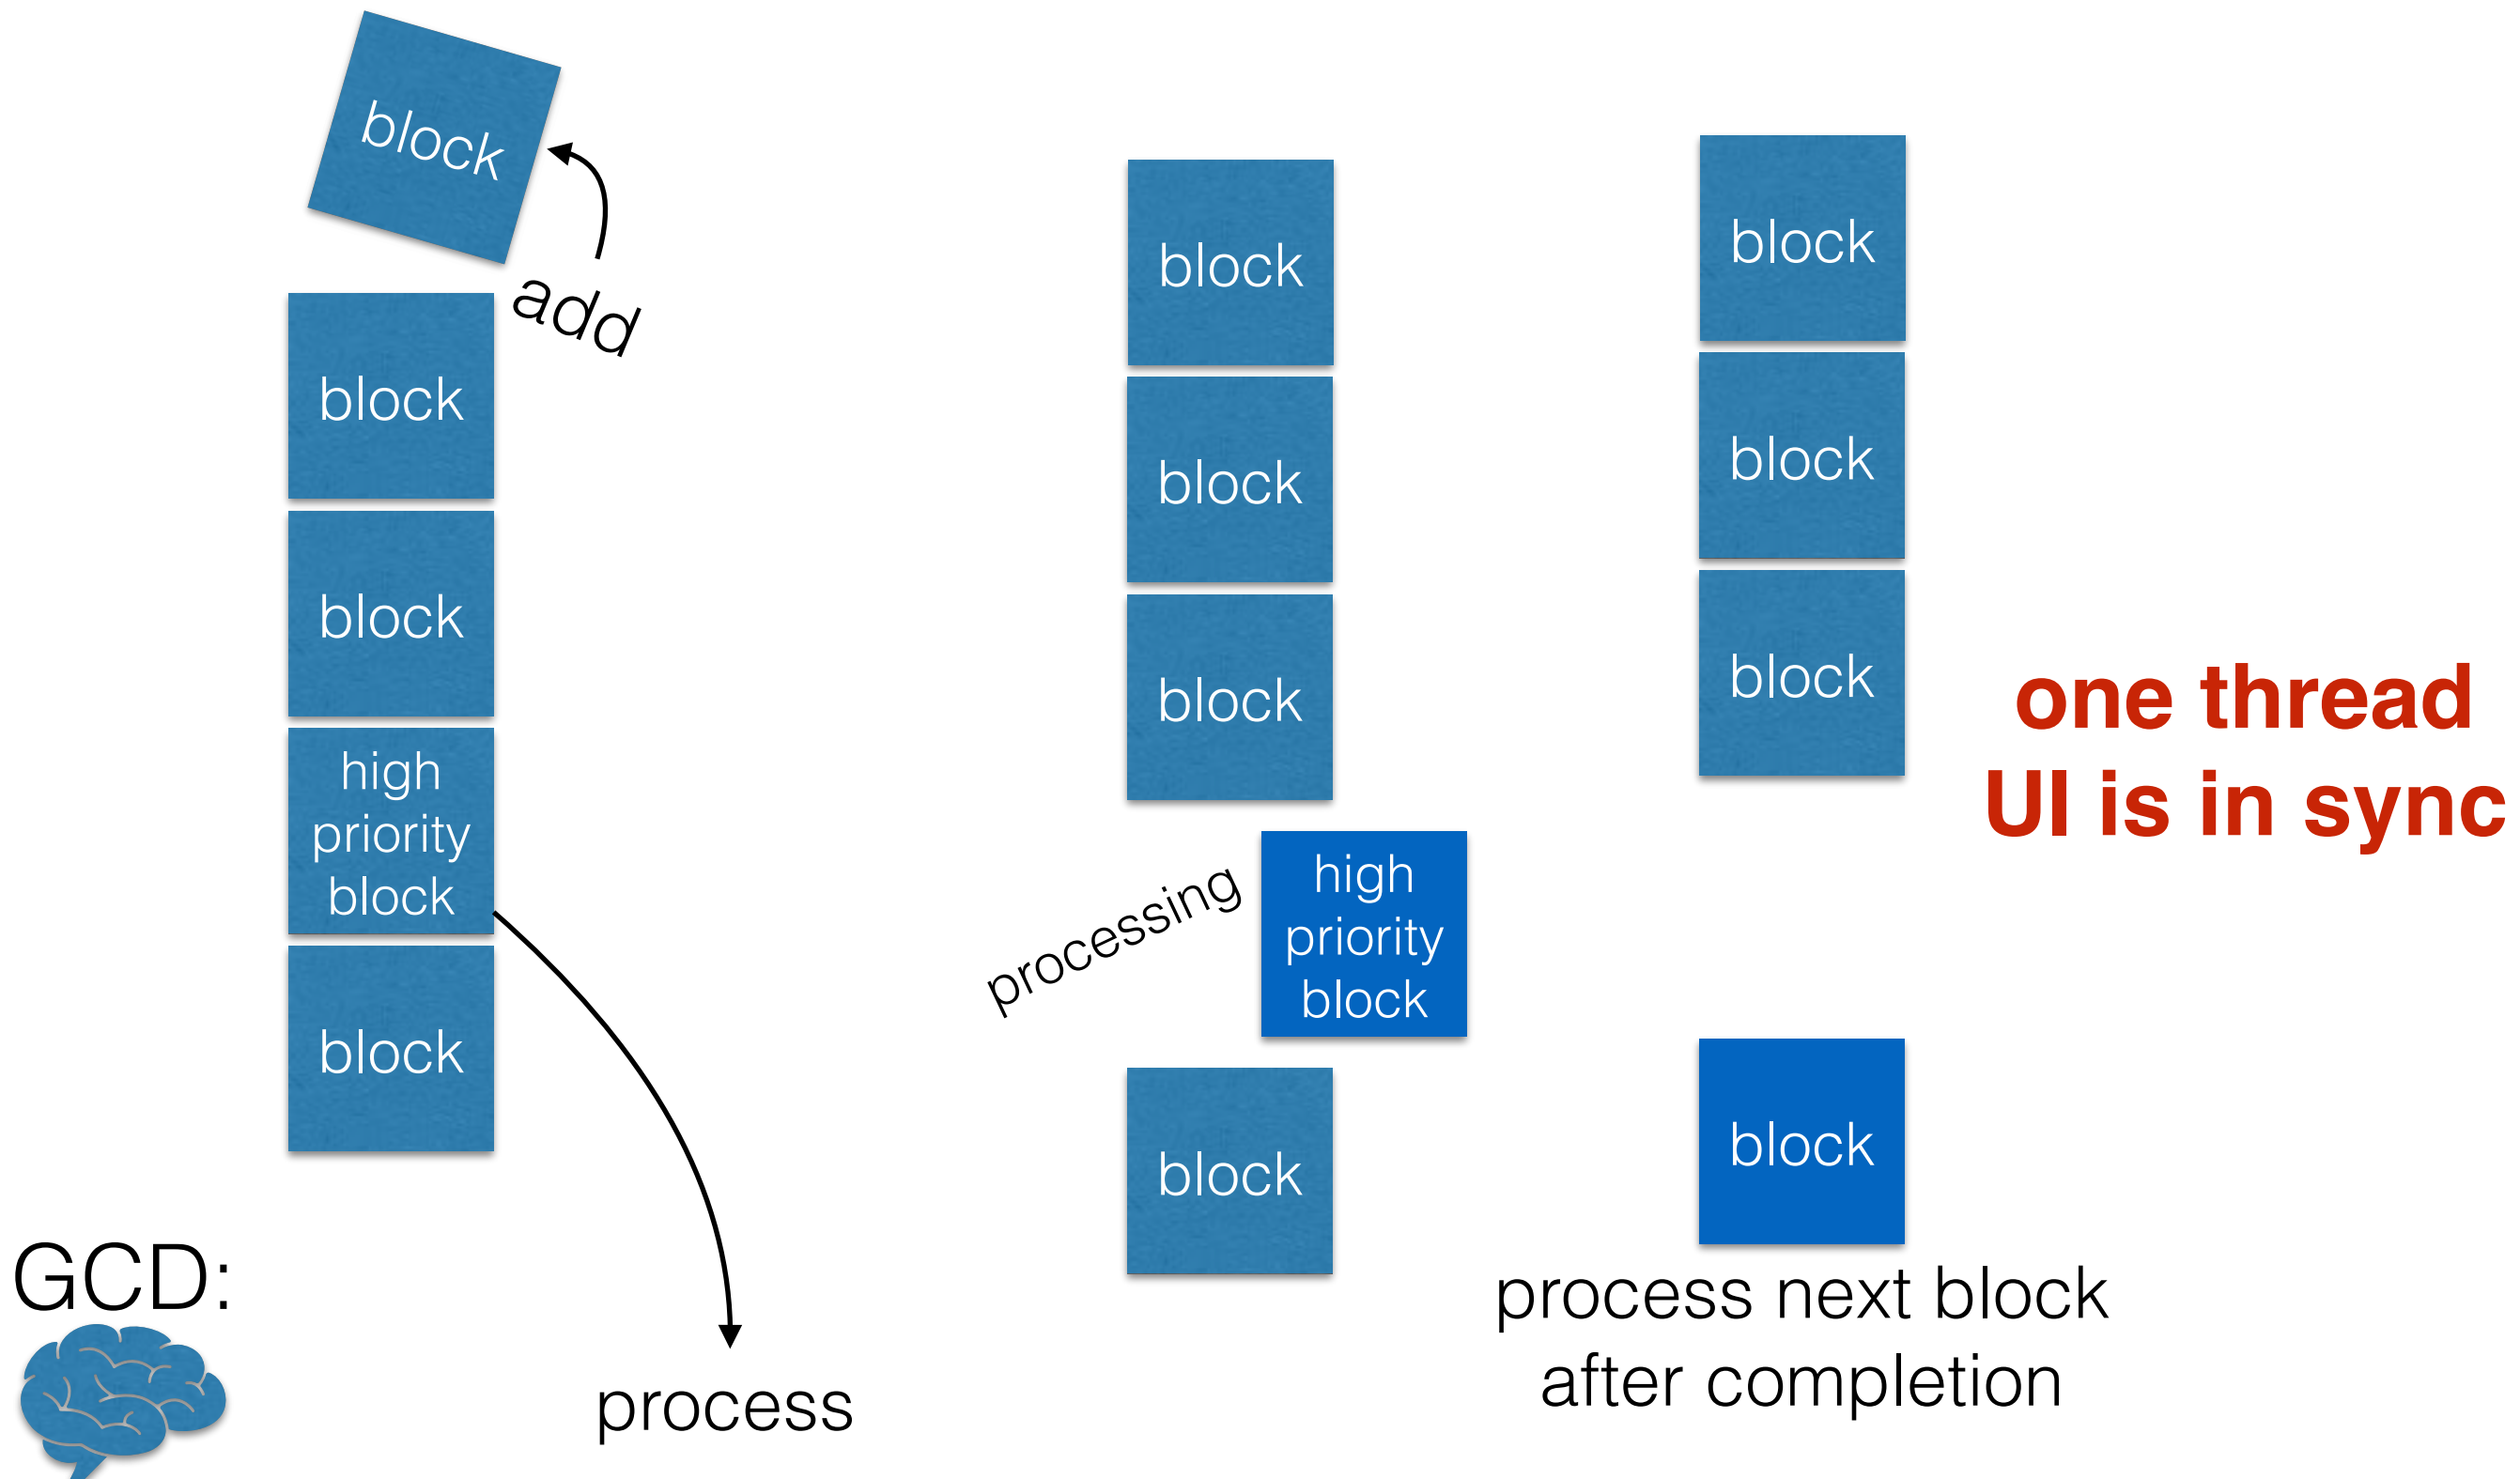 block
add
block
block
high
priority
block
block
GCD:
process
block
block
block
processing
high
priority
block
block
block
block
block
block
process next block
after completion
one thread
UI is in sync